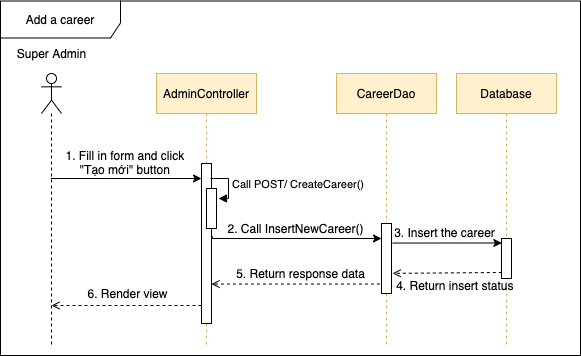 Add a career
Super Admin
AdminController
CareerDao
Database
1. Fill in form and click
"Tạo mới" button
Call POST/ CreateCareer()
2. Call InsertNewCareer()
3. Insert the career
4. Return insert status
5. Return response data
6. Render view